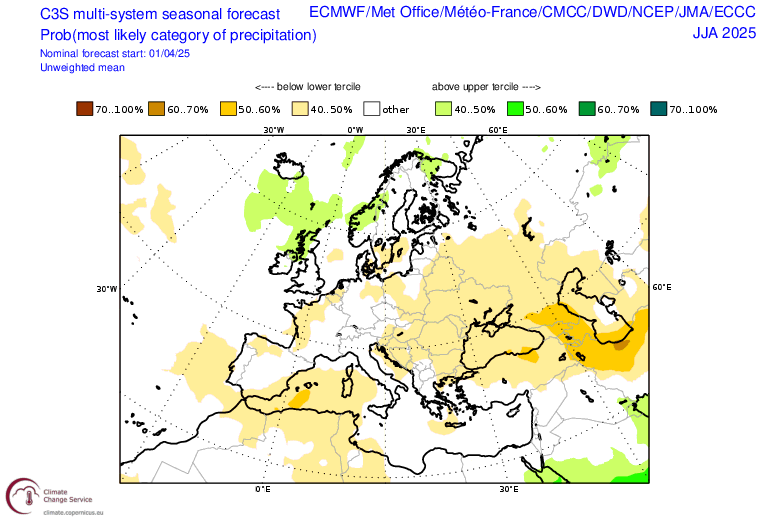 C3S multi-system seasonal forecast ECMWF/Met Office/Météo-France/CMCC/DWD/NCEP/JMA/ECCC
Prob(most likely category of precipitation) JJA 2025
Nominal forecast start: 01/04/25
Unweighted mean
<---- below lower tercile above upper tercile ---->
70..100% 60..70% 50..60% 40..50% other 40..50% 50..60% 60..70% 70..100%
30°W 0°W 30°E 60°E
30°W 60°E
0°E 30°E
Climate
Change Service
climate.copernicus.eu